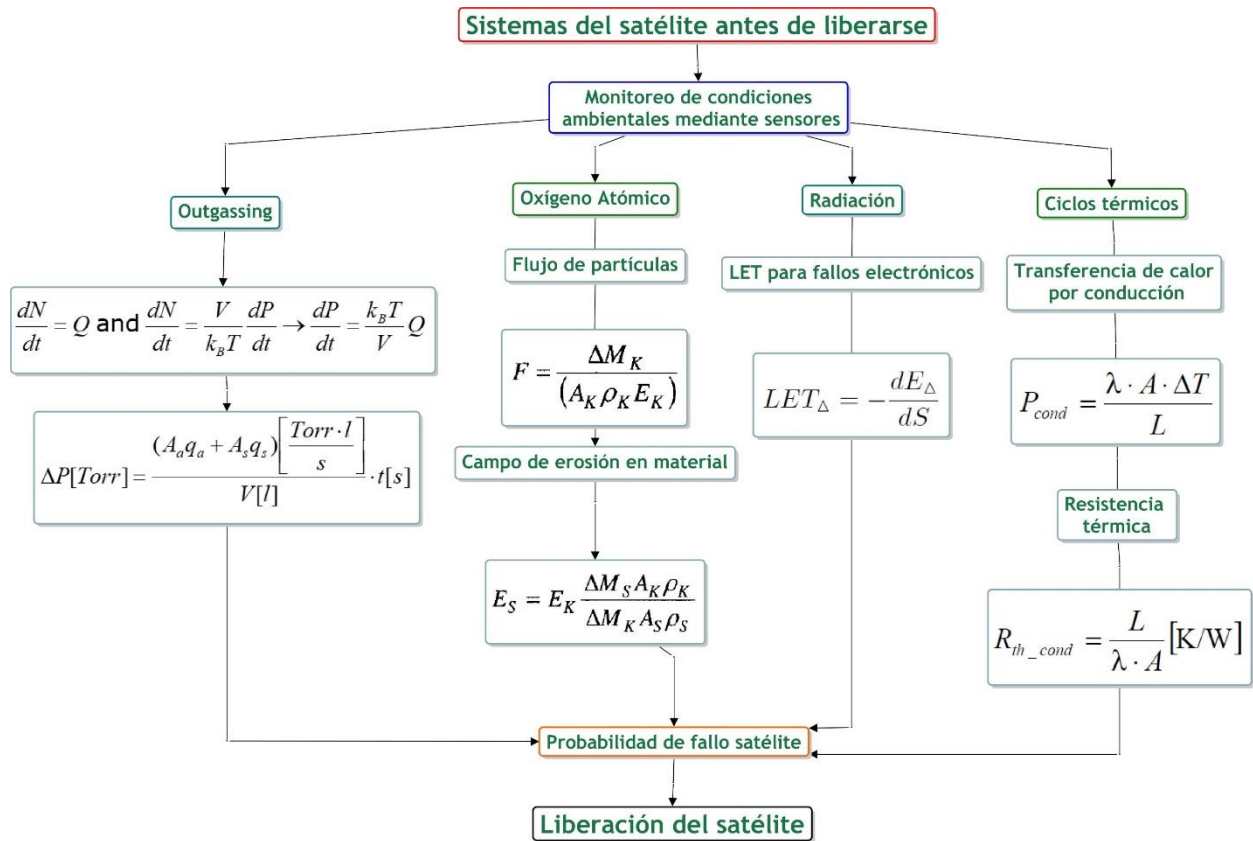 Sistemas del satélite antes de liberarse
Monitoreo de condiciones
ambientales mediante sensores
Outgassing
Oxígeno Atómico
Radiación
Ciclos térmicos
Flujo de partículas
LET para fallos electrónicos
Transferencia de calor
por conducción
dN/dt = Q and dN/dt = V/(k_B T) dP/dt → dP/dt = (k_B T)/V Q
F = ΔM_K/(A_K ρ_K E_K)
LET_Δ = −dE_Δ/dS
P_cond = (λ · A · ΔT)/L
ΔP[Torr] = ((A_a q_a + A_s q_s)[Torr·l/s])/V[l] · t[s]
Campo de erosión en material
Resistencia
térmica
E_S = E_K (ΔM_S A_K ρ_K)/(ΔM_K A_S ρ_S)
R_th_cond = L/(λ · A) [K/W]
Probabilidad de fallo satélite
Liberación del satélite